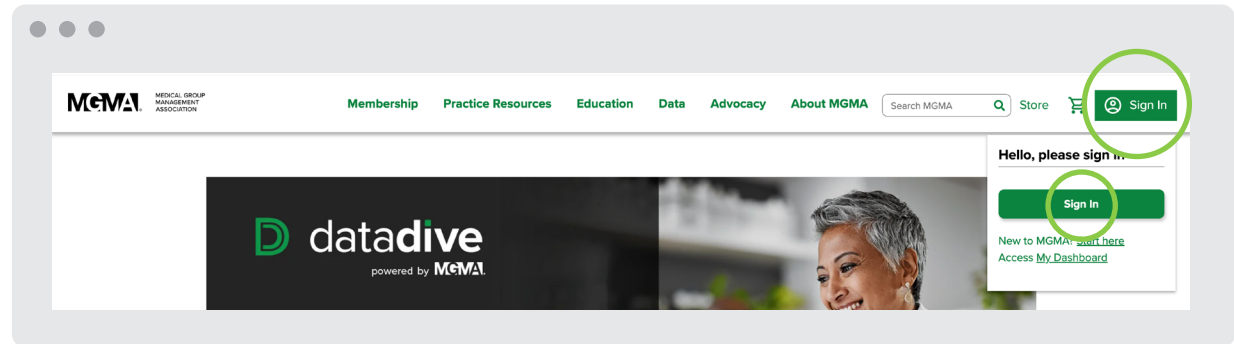 MGMA. MEDICAL GROUP
MANAGEMENT
ASSOCIATION
Membership Practice Resources Education Data Advocacy About MGMA Search MGMA Store Sign In
Hello, please sign in
Sign In
New to MGMA? Start here
Access My Dashboard
datadive
powered by MGMA.